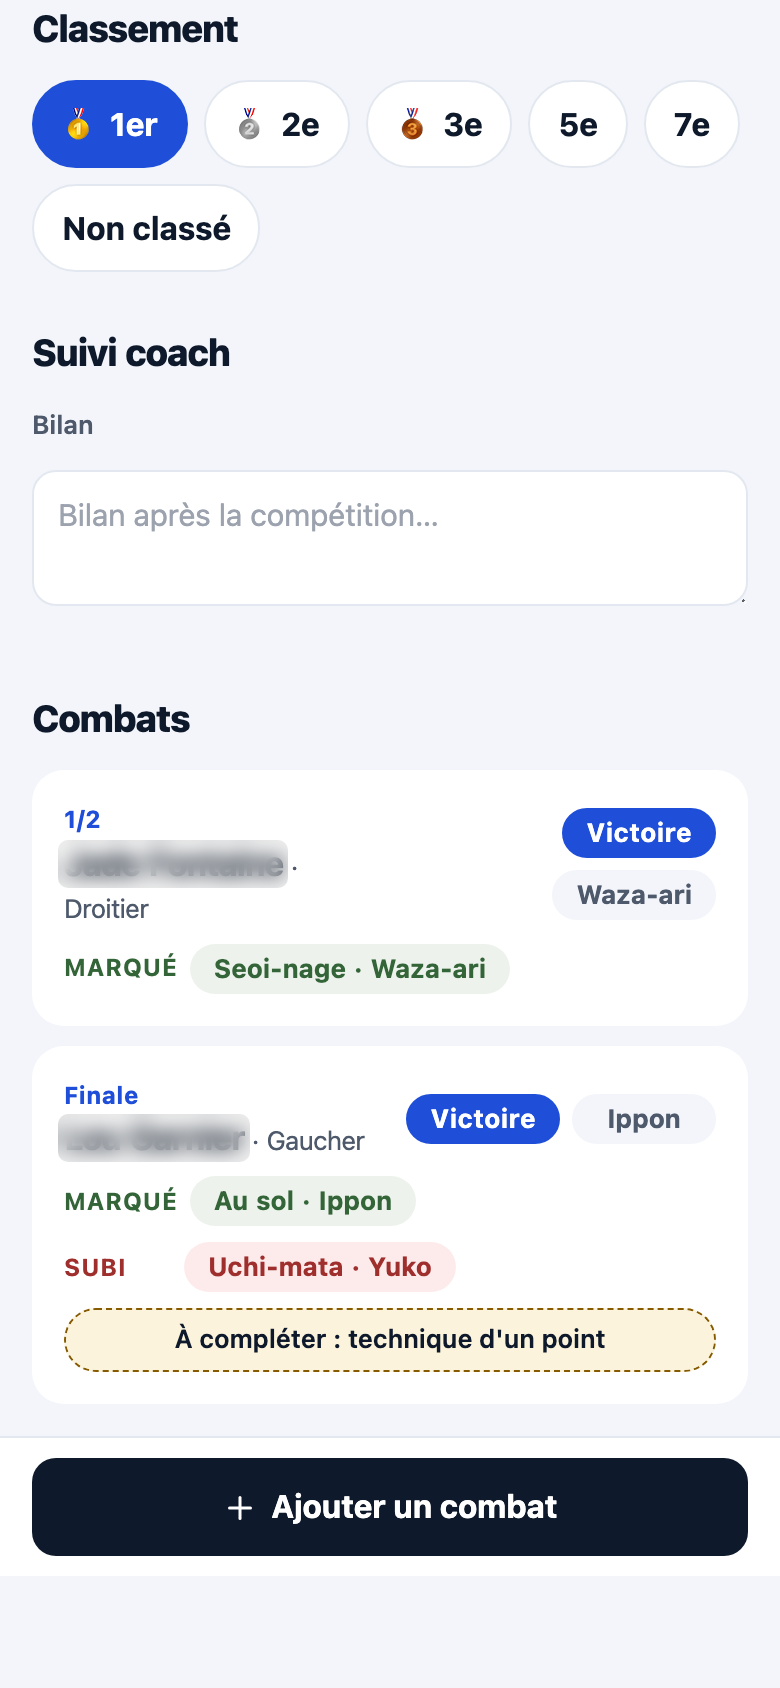 Classement
1er
2e
3e
5e
7e
Non classé
Suivi coach
Bilan
Bilan après la compétition...
Combats
1/2
Victoire
·
Waza-ari
Droitier
MARQUÉ
Seoi-nage · Waza-ari
Finale
· Gaucher
Victoire
Ippon
MARQUÉ
Au sol · Ippon
SUBI
Uchi-mata · Yuko
À compléter : technique d'un point
+ Ajouter un combat